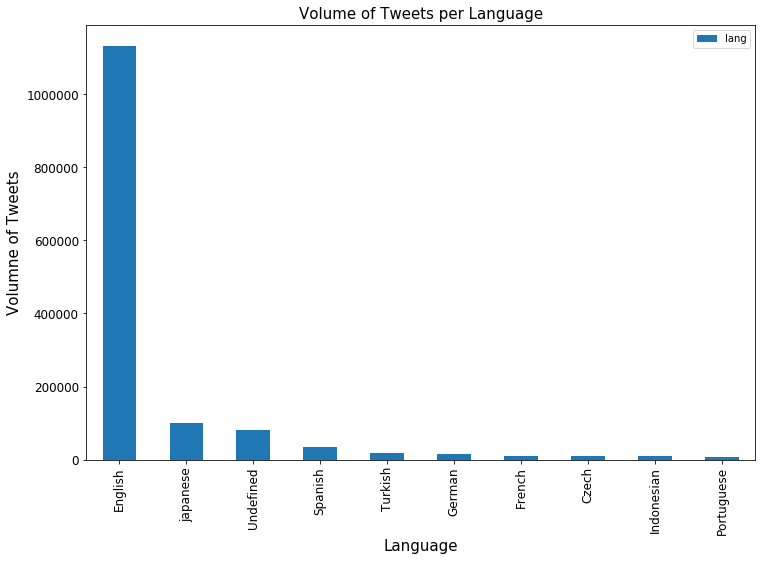 Volume of Tweets per Language
lang
Volumne of Tweets
1000000
800000
600000
400000
200000
0
English
japanese
Undefined
Spanish
Turkish
German
French
Czech
Indonesian
Portuguese
Language